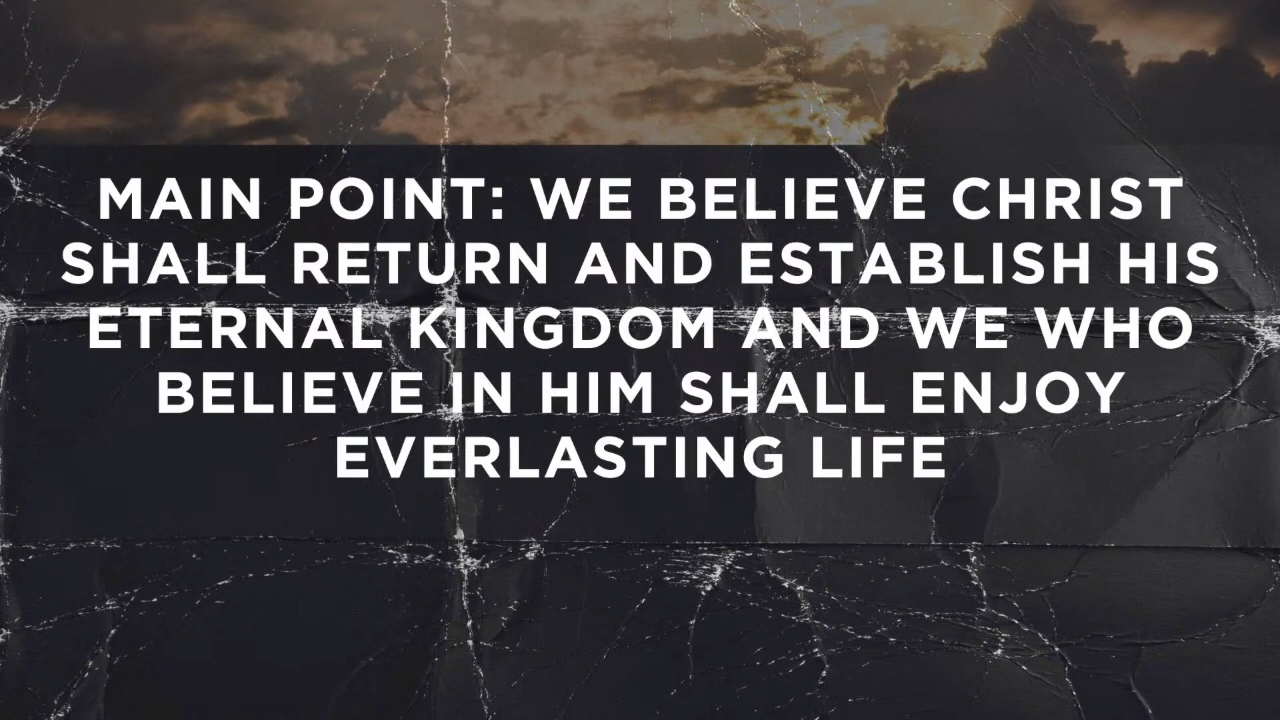 MAIN POINT: WE BELIEVE CHRIST
SHALL RETURN AND ESTABLISH HIS
ETERNAL KINGDOM AND WE WHO
BELIEVE IN HIM SHALL ENJOY
EVERLASTING LIFE